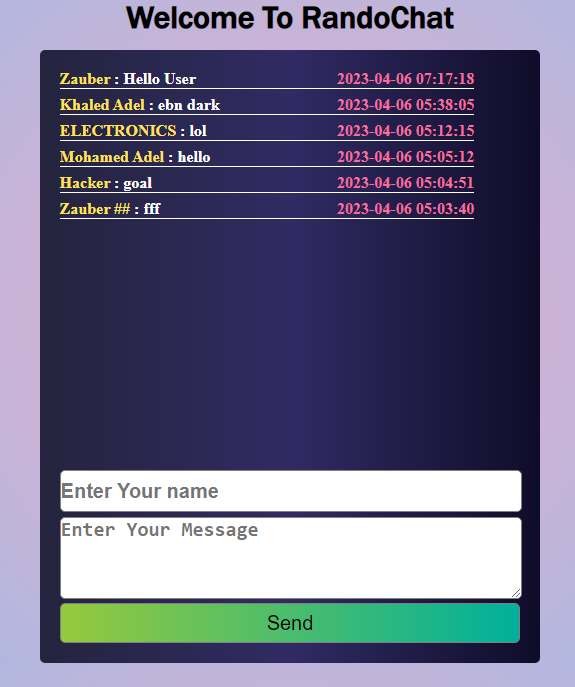 Welcome To RandoChat
Zauber : Hello User 2023-04-06 07:17:18
Khaled Adel : ebn dark 2023-04-06 05:38:05
ELECTRONICS : lol 2023-04-06 05:12:15
Mohamed Adel : hello 2023-04-06 05:05:12
Hacker : goal 2023-04-06 05:04:51
Zauber ## : fff 2023-04-06 05:03:40
Enter Your name
Enter Your Message
Send